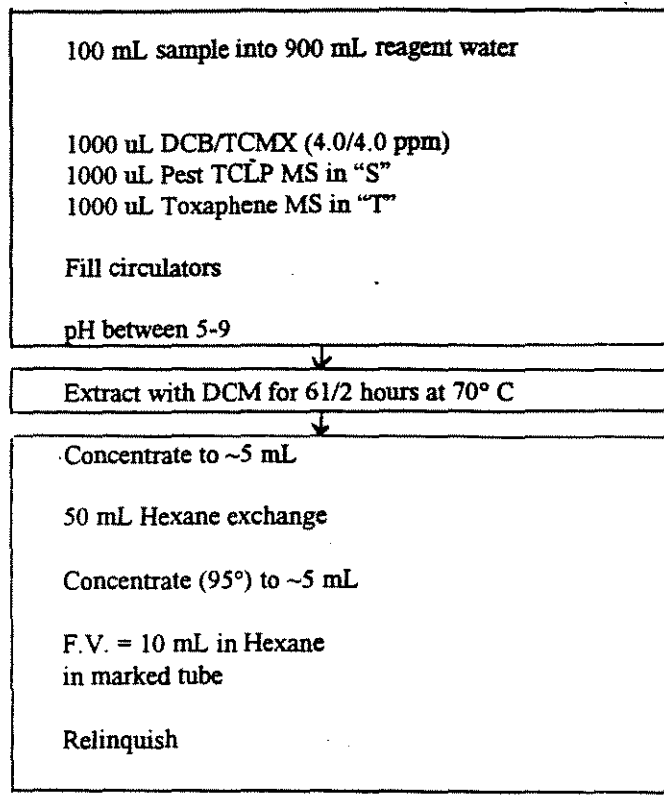 100 mL sample into 900 mL reagent water
1000 uL DCB/TCMX (4.0/4.0 ppm)
1000 uL Pest TCLP MS in “S”
1000 uL Toxaphene MS in “T”
Fill circulators
pH between 5-9
Extract with DCM for 61/2 hours at 70° C
Concentrate to ~5 mL
50 mL Hexane exchange
Concentrate (95°) to ~5 mL
F.V. = 10 mL in Hexane
in marked tube
Relinquish